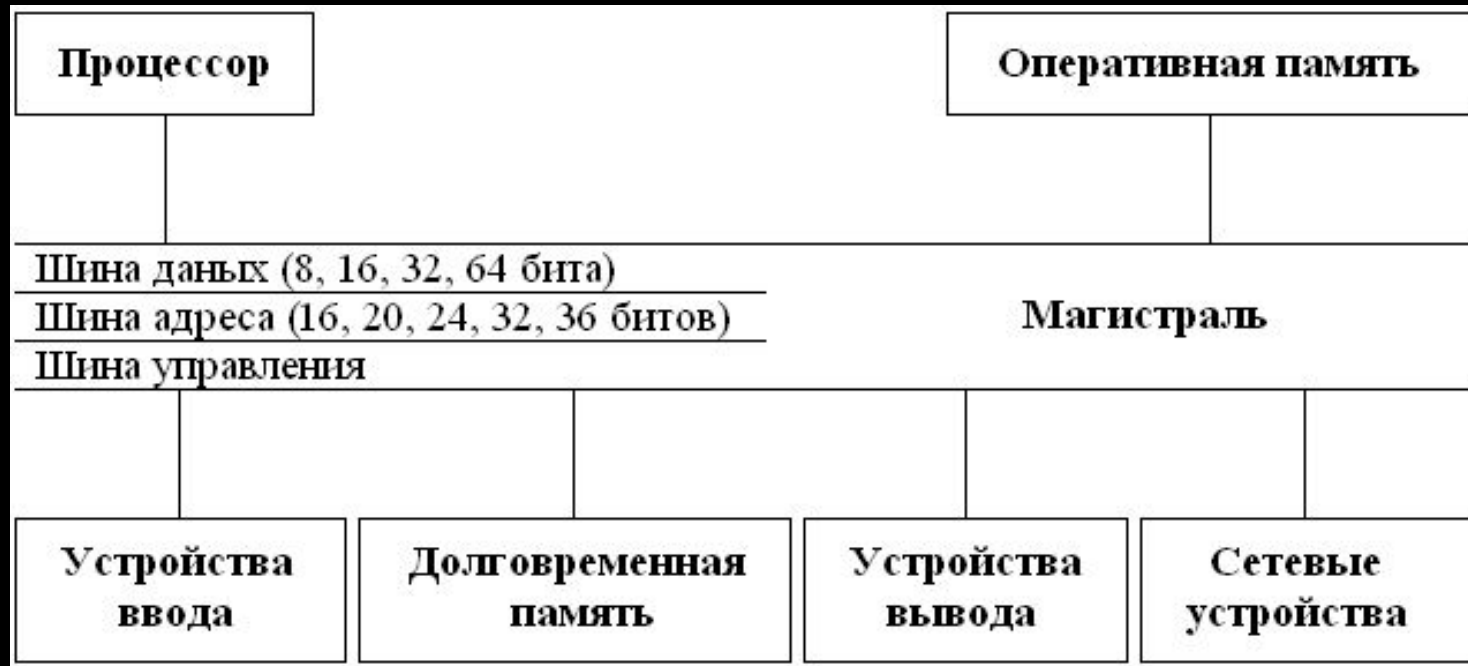 Процессор
Оперативная память
Шина даных (8, 16, 32, 64 бита)
Шина адреса (16, 20, 24, 32, 36 битов)
Магистраль
Шина управления
Устройства
ввода
Долговременная
память
Устройства
вывода
Сетевые
устройства